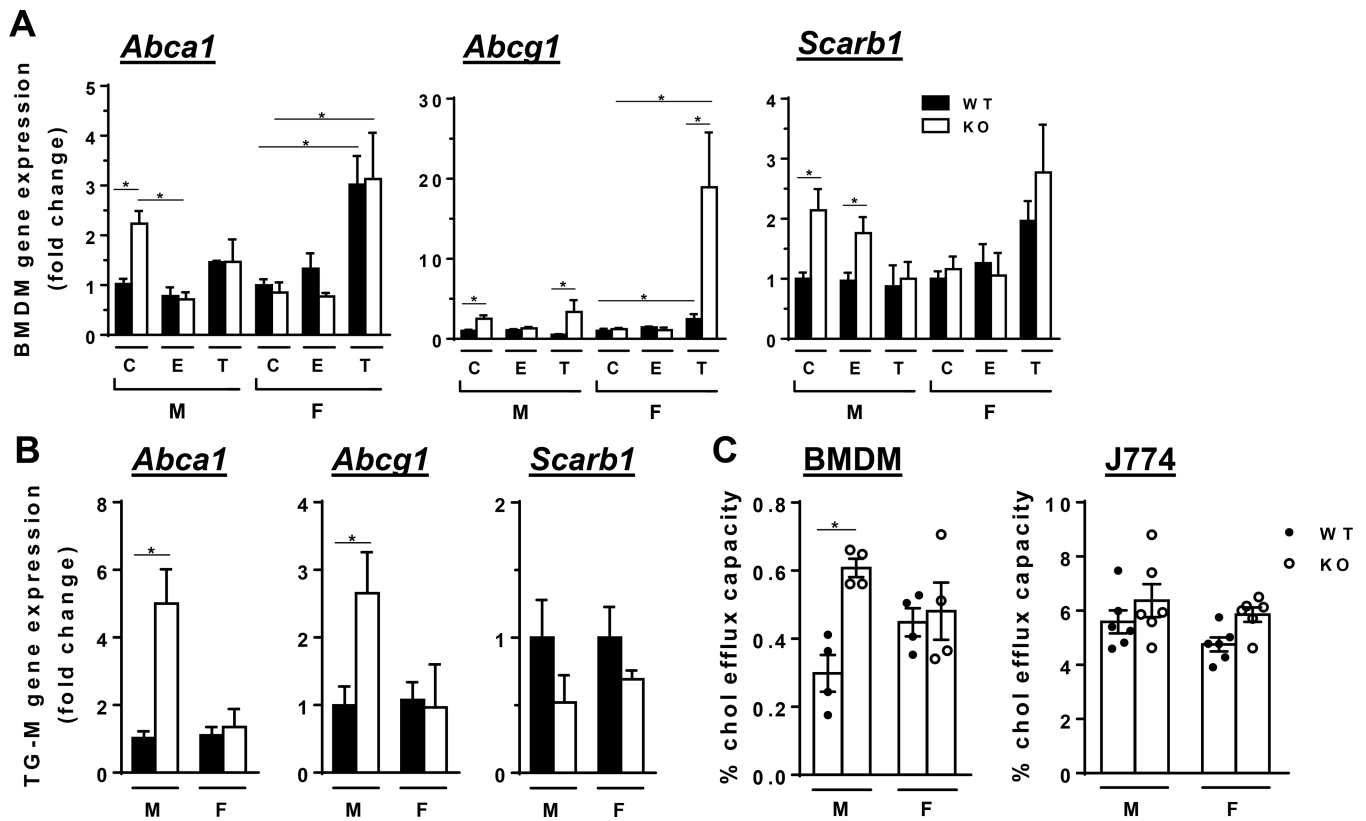 A
Abca1
Abcg1
Scarb1
BMDM gene expression
(fold change)
5
4
3
2
1
0
30
20
10
0
4
3
2
1
0
WT
KO
*
*
*
*
*
*
*
*
*
*
*
C E T C E T
M F
C E T C E T
M F
C E T C E T
M F
B
Abca1
Abcg1
Scarb1
TG-M gene expression
(fold change)
8
6
4
2
0
4
3
2
1
0
2
1
0
*
*
M F
M F
M F
C
BMDM
J774
% chol efflux capacity
0.8
0.6
0.4
0.2
0.0
*
M F
% chol efflux capacity
10
8
6
4
2
0
WT
KO
M F